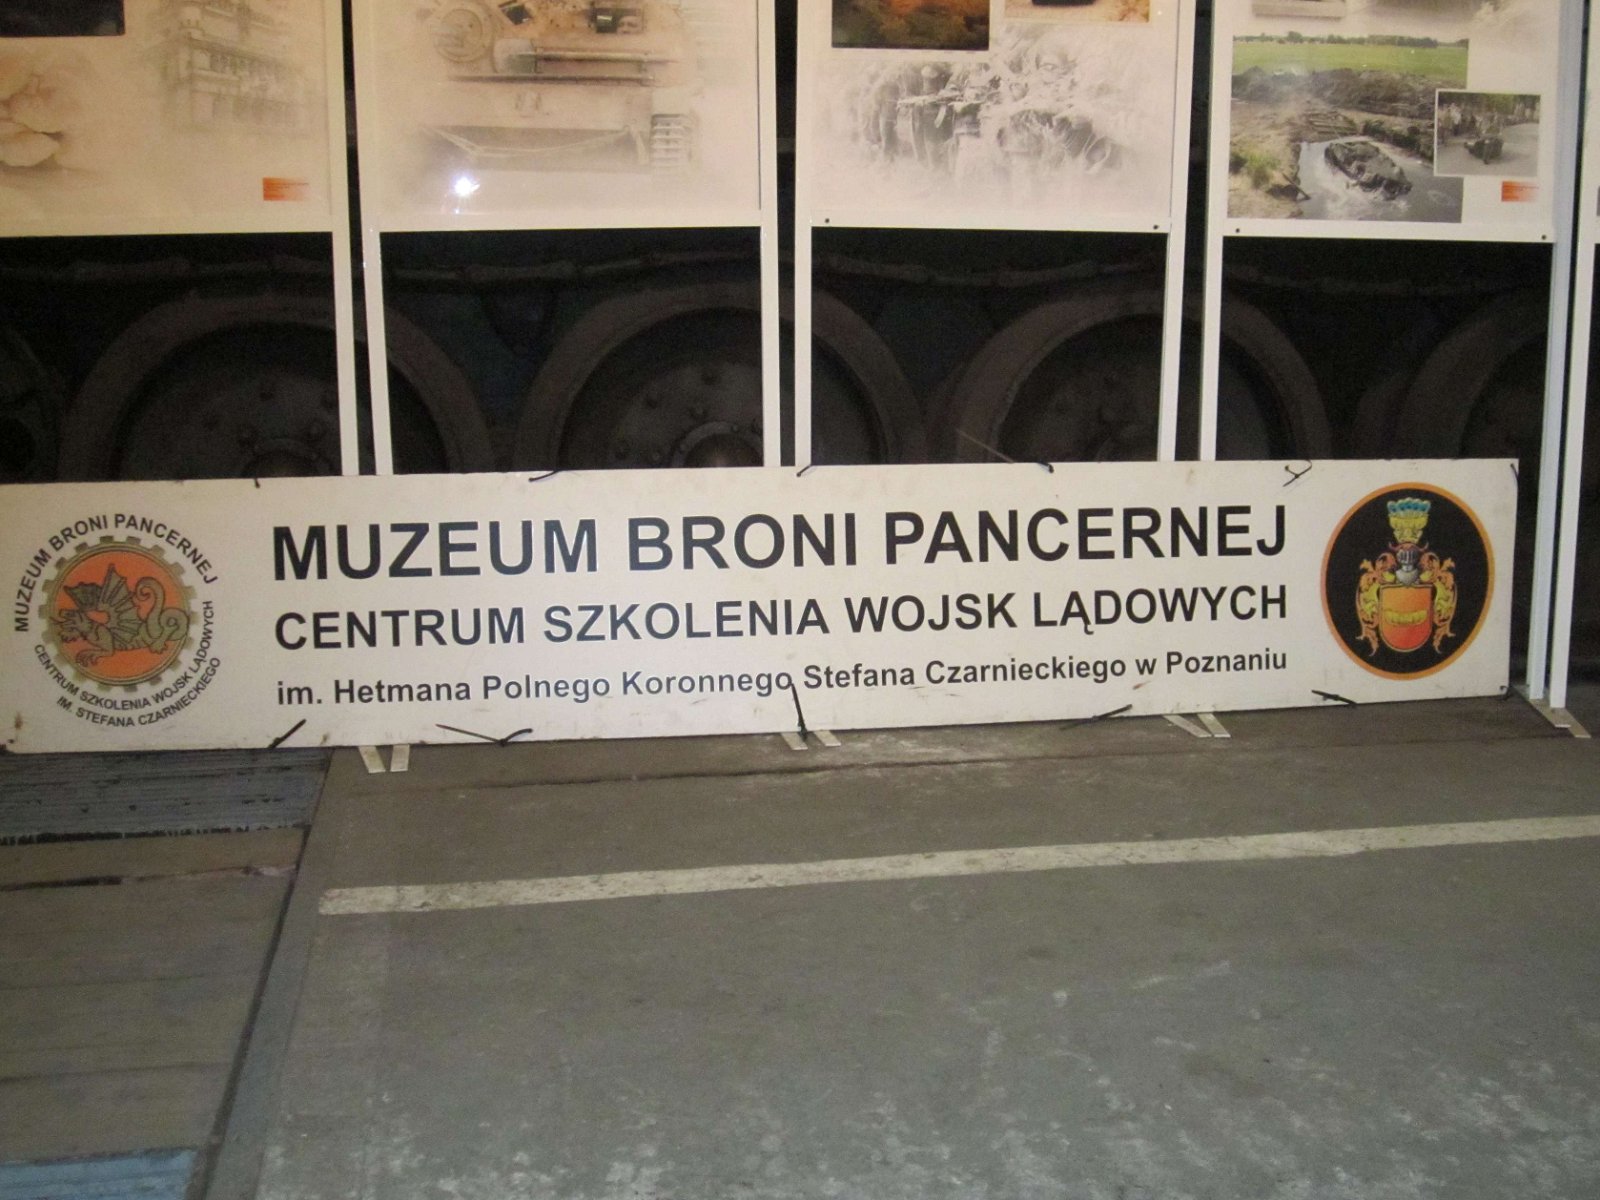 MUZEUM BRONI PANCERNEJ
CENTRUM SZKOLENIA WOJSK LĄDOWYCH
IM. STEFANA CZARNIECKIEGO
MUZEUM BRONI PANCERNEJ
CENTRUM SZKOLENIA WOJSK LĄDOWYCH
im. Hetmana Polnego Koronnego Stefana Czarnieckiego w Poznaniu